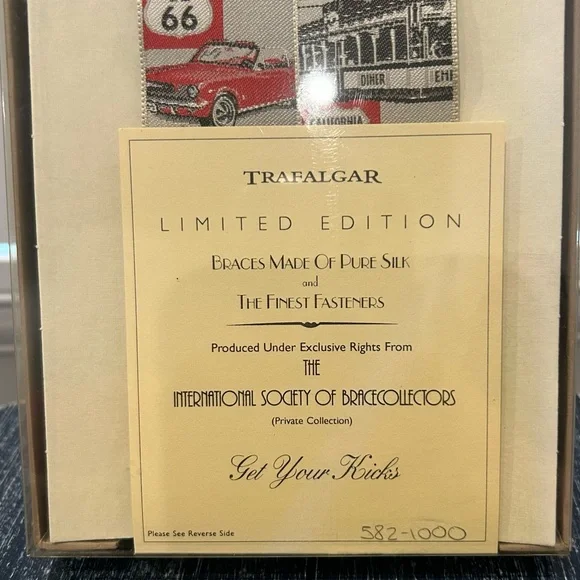 66
DINER
CALIFORNIA
TRAFALGAR
LIMITED EDITION
BRACES MADE OF PURE SILK
and
THE FINEST FASTENERS
Produced Under Exclusive Rights From
THE
INTERNATIONAL SOCIETY OF BRACECOLLECTORS
(Private Collection)
Get Your Kicks
Please See Reverse Side
582-1000